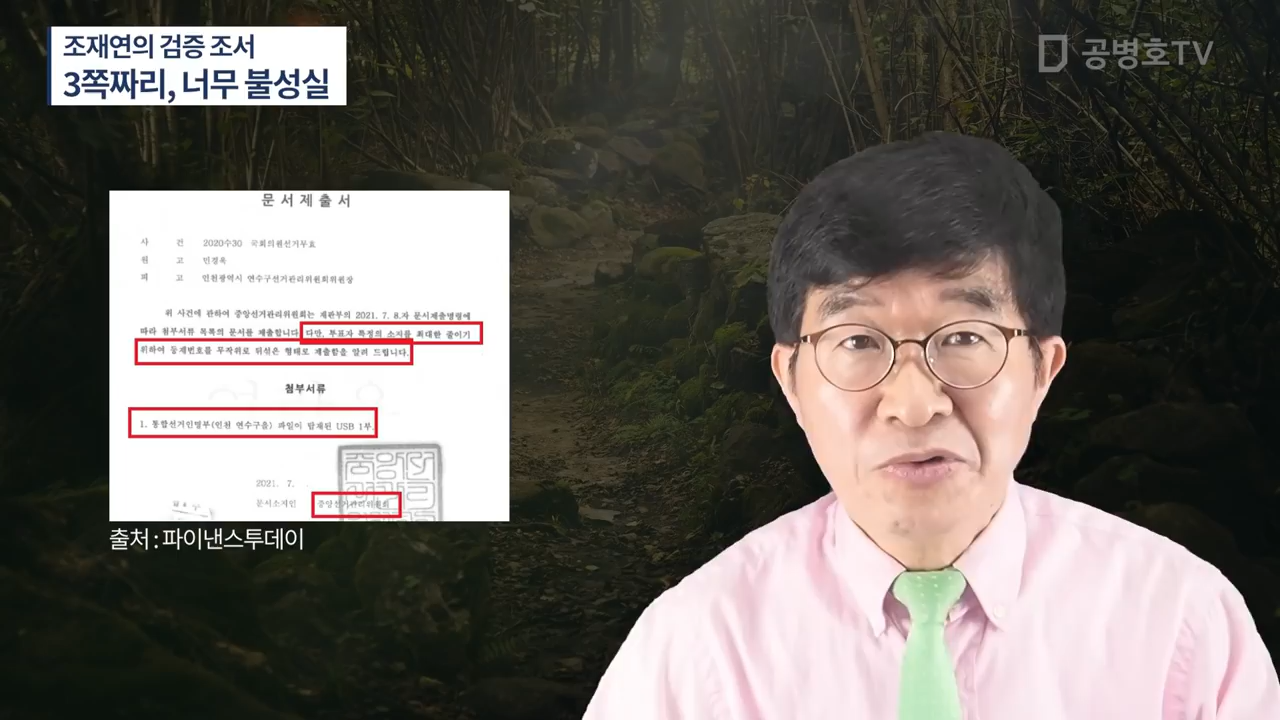 조재연의 검증 조서
3쪽짜리, 너무 불성실
공병호TV
문서제출서
사 건 2020수30 국회의원선거무효
원 고 민경욱
피 고 인천광역시 연수구선거관리위원회위원장
위 사건에 관하여 중앙선거관리위원회는 재판부의 2021. 7. 8.자 문서제출명령에
따라 첨부서류 목록의 문서를 제출합니다. 다만, 투표자 특정의 소지를 최대한 줄이기
위하여 등재번호를 무작위로 뒤섞은 형태로 제출함을 알려 드립니다.
첨부서류
1. 통합선거인명부(인천 연수구을) 파일이 탑재된 USB 1부.
2021. 7.
문서소지인 중앙선거관리위원회
출처 : 파이낸스투데이